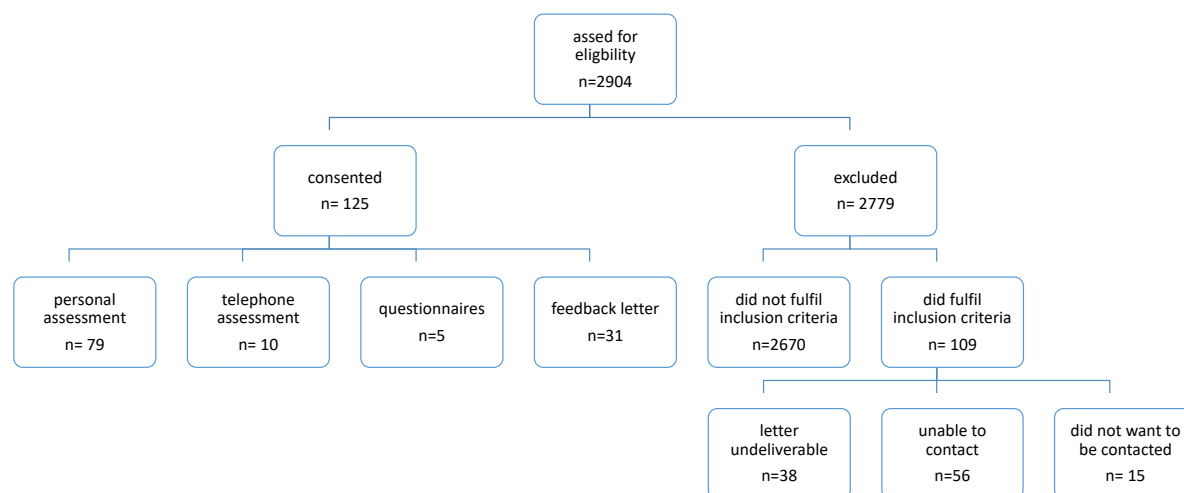 assed for
eligbility
n=2904
consented
n= 125
excluded
n= 2779
personal
assessment
n= 79
telephone
assessment
n= 10
questionnaires
n=5
feedback letter
n=31
did not fulfil
inclusion criteria
n=2670
did fulfil
inclusion criteria
n= 109
letter
undeliverable
n=38
unable to
contact
n=56
did not want to
be contacted
n= 15